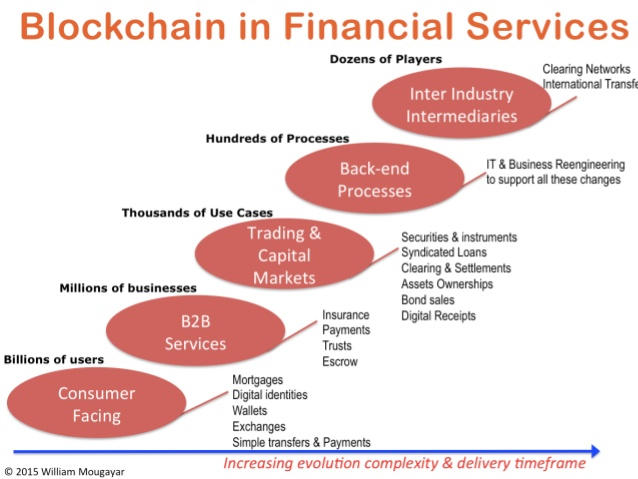 Blockchain in Financial Services
Dozens of Players
Inter Industry
Intermediaries
Clearing Networks
International Transfe
Hundreds of Processes
Back-end
Processes
IT & Business Reengineering
to support all these changes
Thousands of Use Cases
Trading &
Capital
Markets
Securities & instruments
Syndicated Loans
Clearing & Settlements
Assets Ownerships
Bond sales
Digital Receipts
Millions of businesses
B2B
Services
Insurance
Payments
Trusts
Escrow
Billions of users
Consumer
Facing
Mortgages
Digital identities
Wallets
Exchanges
Simple transfers & Payments
Increasing evolution complexity & delivery timeframe
© 2015 William Mougayar